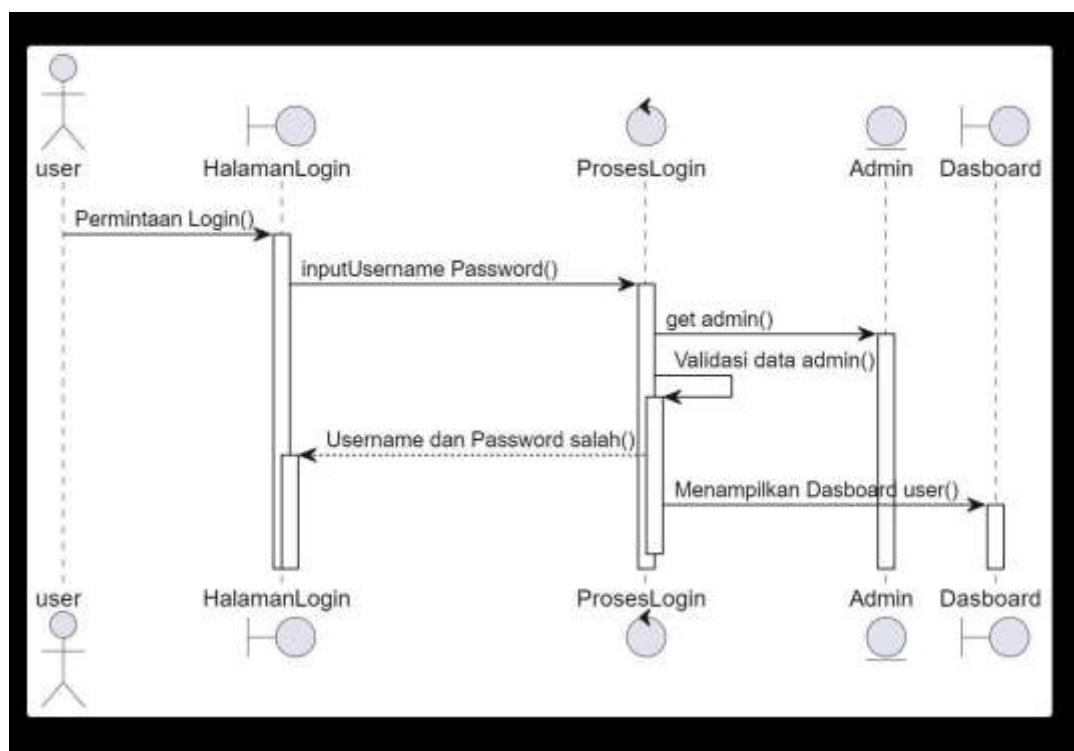 user
HalamanLogin
ProsesLogin
Admin
Dasboard
Permintaan Login()
inputUsername Password()
get admin()
Validasi data admin()
Username dan Password salah()
Menampilkan Dasboard user()
user
HalamanLogin
ProsesLogin
Admin
Dasboard